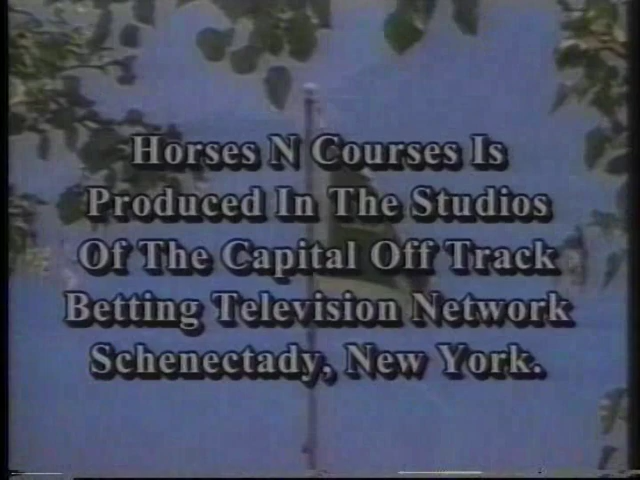 Horses N Courses Is
Produced In The Studios
Of The Capital Off Track
Betting Television Network
Schenectady, New York.